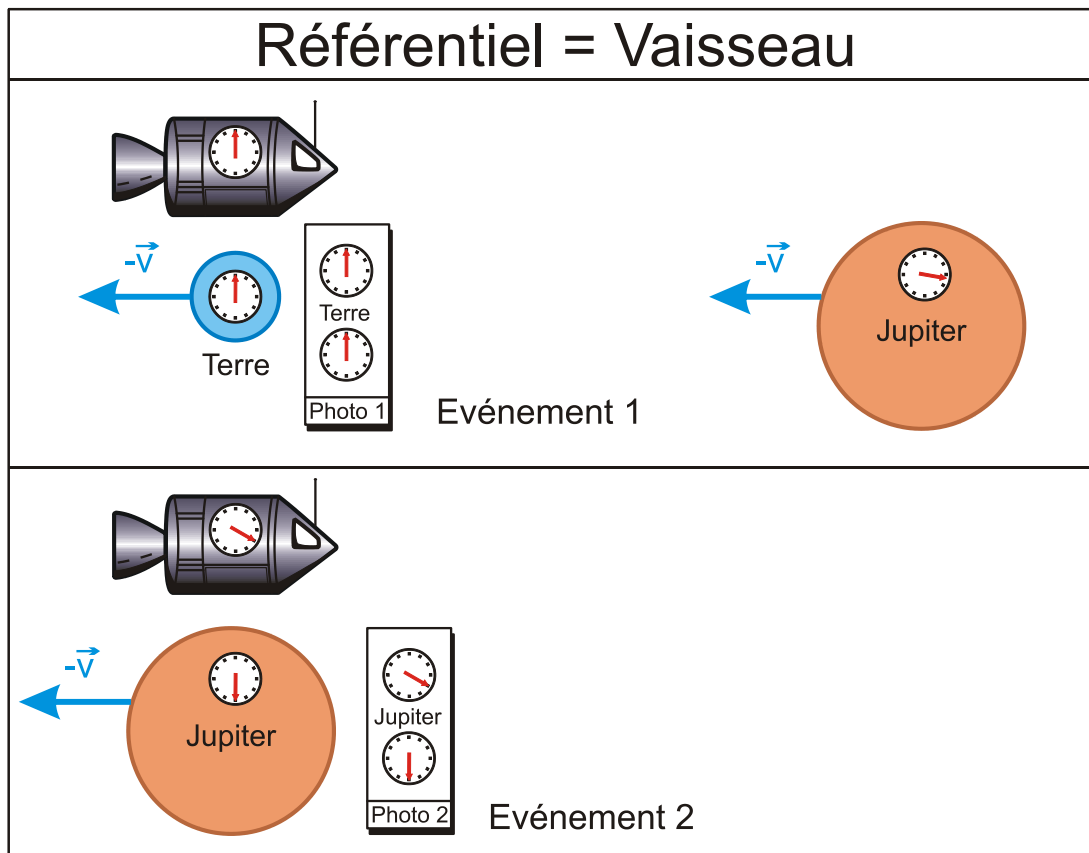 Référentiel = Vaisseau
-v
Terre
Terre
Photo 1
Evénement 1
-v
Jupiter
-v
Jupiter
Jupiter
Photo 2
Evénement 2